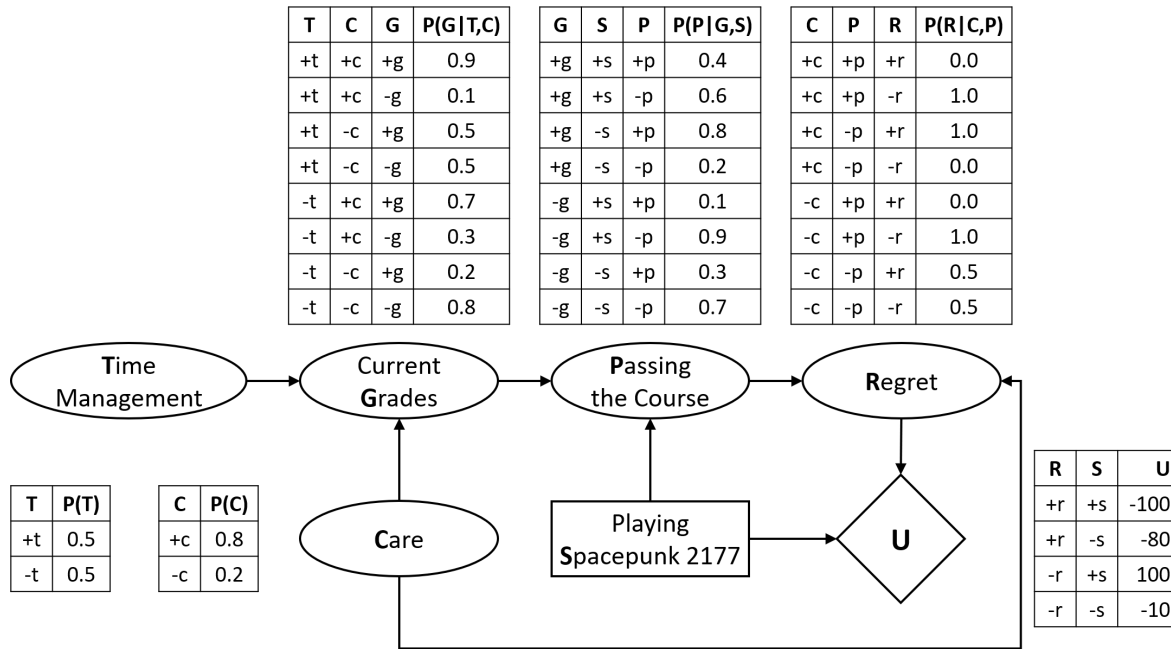 T C G P(G|T,C)
+t +c +g 0.9
+t +c -g 0.1
+t -c +g 0.5
+t -c -g 0.5
-t +c +g 0.7
-t +c -g 0.3
-t -c +g 0.2
-t -c -g 0.8
G S P P(P|G,S)
+g +s +p 0.4
+g +s -p 0.6
+g -s +p 0.8
+g -s -p 0.2
-g +s +p 0.1
-g +s -p 0.9
-g -s +p 0.3
-g -s -p 0.7
C P R P(R|C,P)
+c +p +r 0.0
+c +p -r 1.0
+c -p +r 1.0
+c -p -r 0.0
-c +p +r 0.0
-c +p -r 1.0
-c -p +r 0.5
-c -p -r 0.5
Time
Management
Current
Grades
Passing
the Course
Regret
T P(T)
+t 0.5
-t 0.5
C P(C)
+c 0.8
-c 0.2
Care
Playing
Spacepunk 2177
U
R S U
+r +s -100
+r -s -80
-r +s 100
-r -s -10